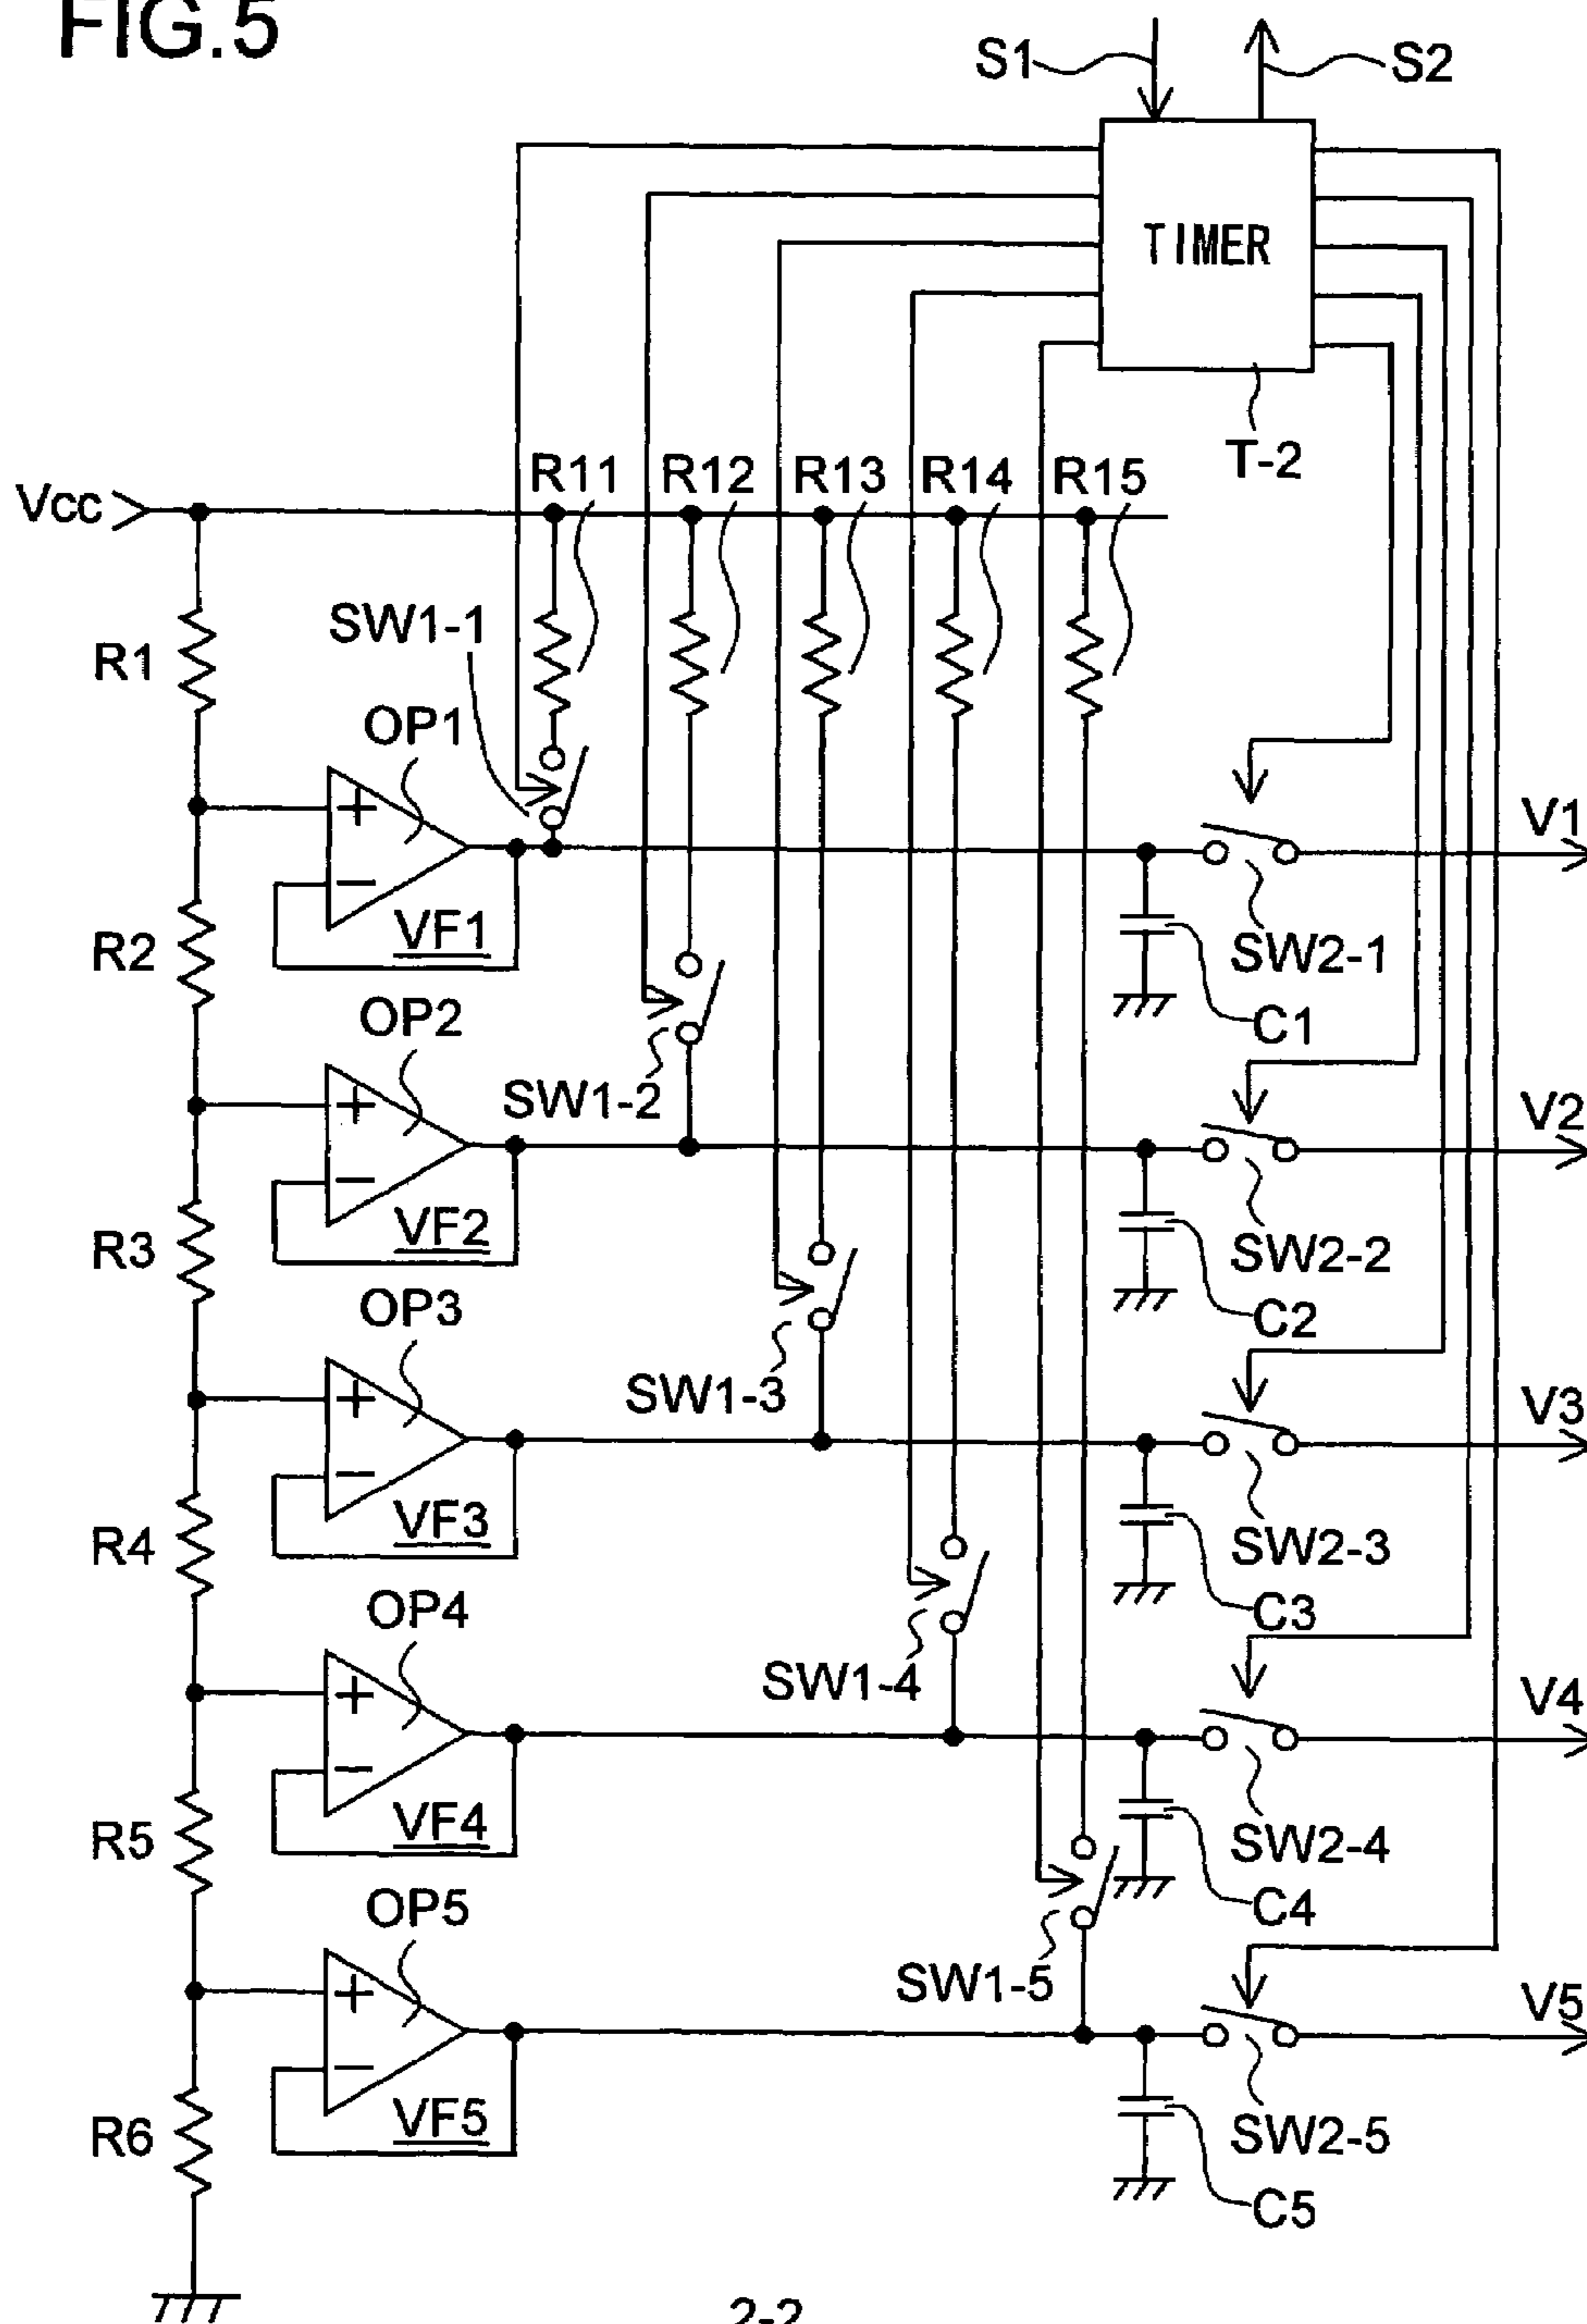 FIG.5
S1
S2
TIMER
T-2
R11
R12
R13
R14
R15
Vcc
SW1-1
R1
OP1
+
−
VF1
V1
SW2-1
C1
R2
OP2
+
−
VF2
SW1-2
V2
SW2-2
C2
R3
OP3
+
−
VF3
SW1-3
V3
SW2-3
C3
R4
OP4
+
−
VF4
SW1-4
V4
SW2-4
C4
R5
OP5
+
−
VF5
SW1-5
V5
SW2-5
C5
R6
2-2